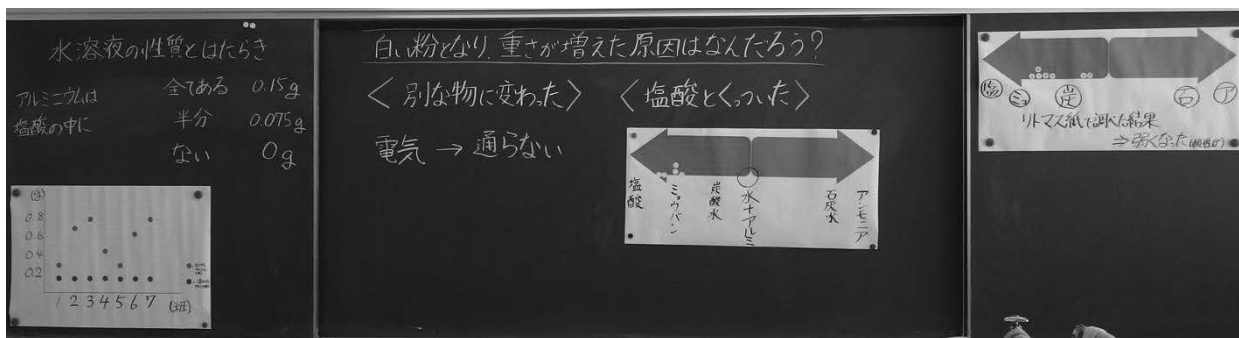 水溶液の性質とはたらき
アルミニウムは
塩酸の中に
全てある 0.15g
半分 0.075g
ない 0g
(g)
0.8
0.6
0.4
0.2
1 2 3 4 5 6 7 (班)
白い粉となり、重さが増えた原因はなんだろう?
〈別な物に変わった〉
電気→通らない
〈塩酸とくっついた〉
塩酸
ミョウバン
炭酸水
水+アルミ
石灰水
アンモニア
塩 ミョ 炭 石 ア
リトマス紙で調べた結果
⇒弱くなった